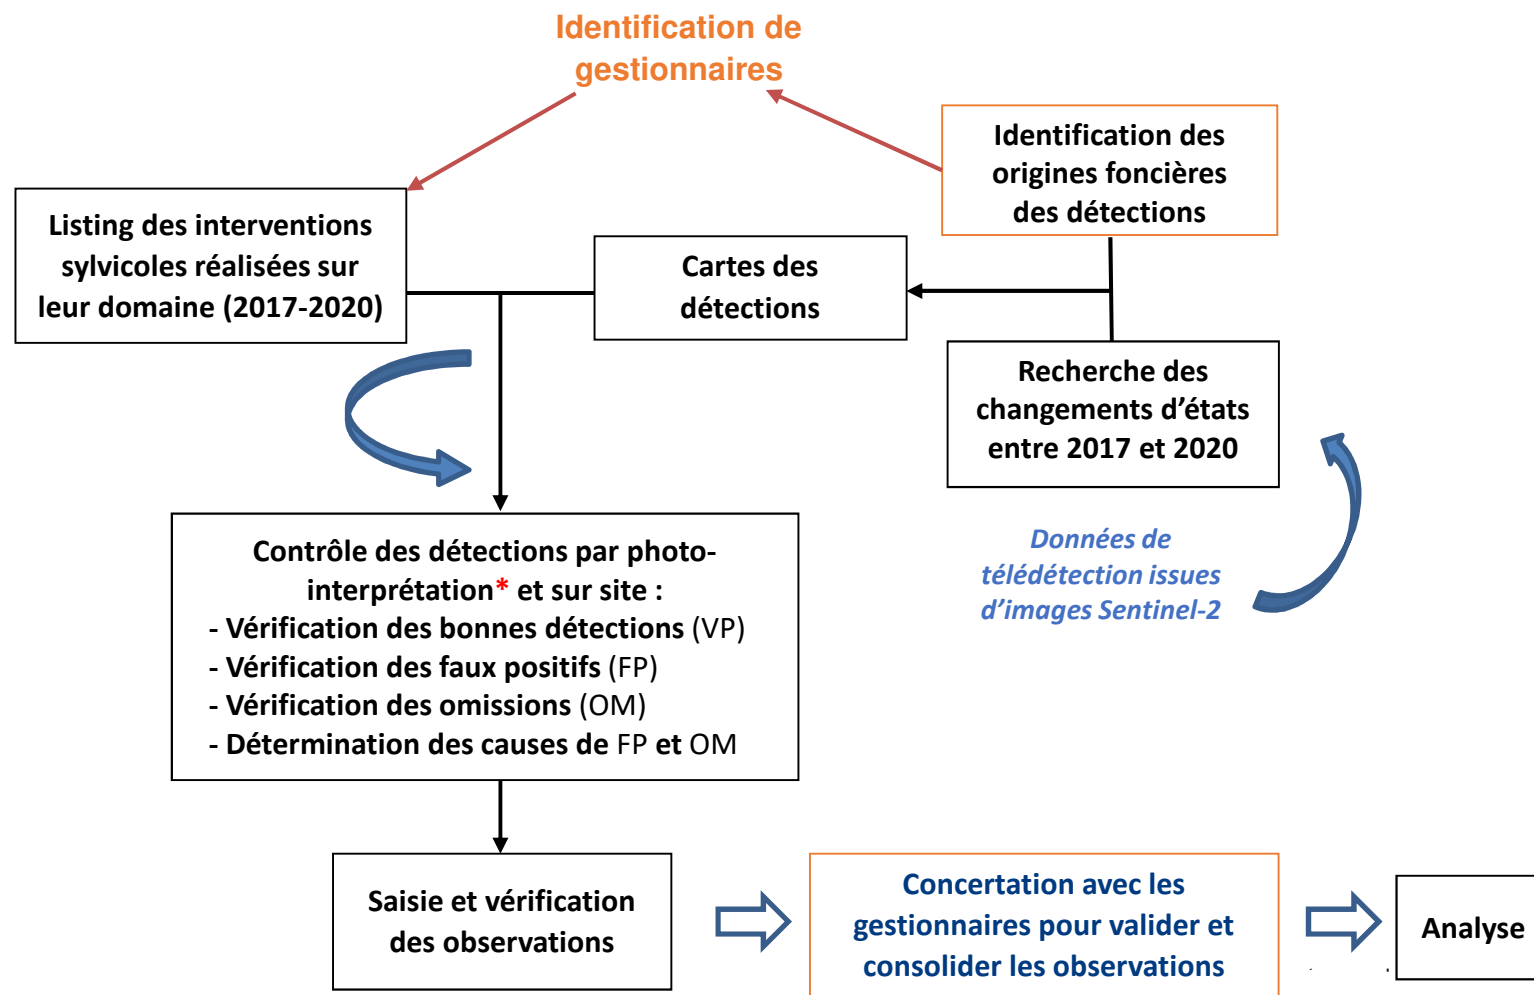 Identification de
gestionnaires
Identification des
origines foncières
des détections
Listing des interventions
sylvicoles réalisées sur
leur domaine (2017-2020)
Cartes des
détections
Recherche des
changements d’états
entre 2017 et 2020
Données de
télédétection issues
d’images Sentinel-2
Contrôle des détections par photo-
interprétation* et sur site :
- Vérification des bonnes détections (VP)
- Vérification des faux positifs (FP)
- Vérification des omissions (OM)
- Détermination des causes de FP et OM
Saisie et vérification
des observations
Concertation avec les
gestionnaires pour valider et
consolider les observations
Analyse